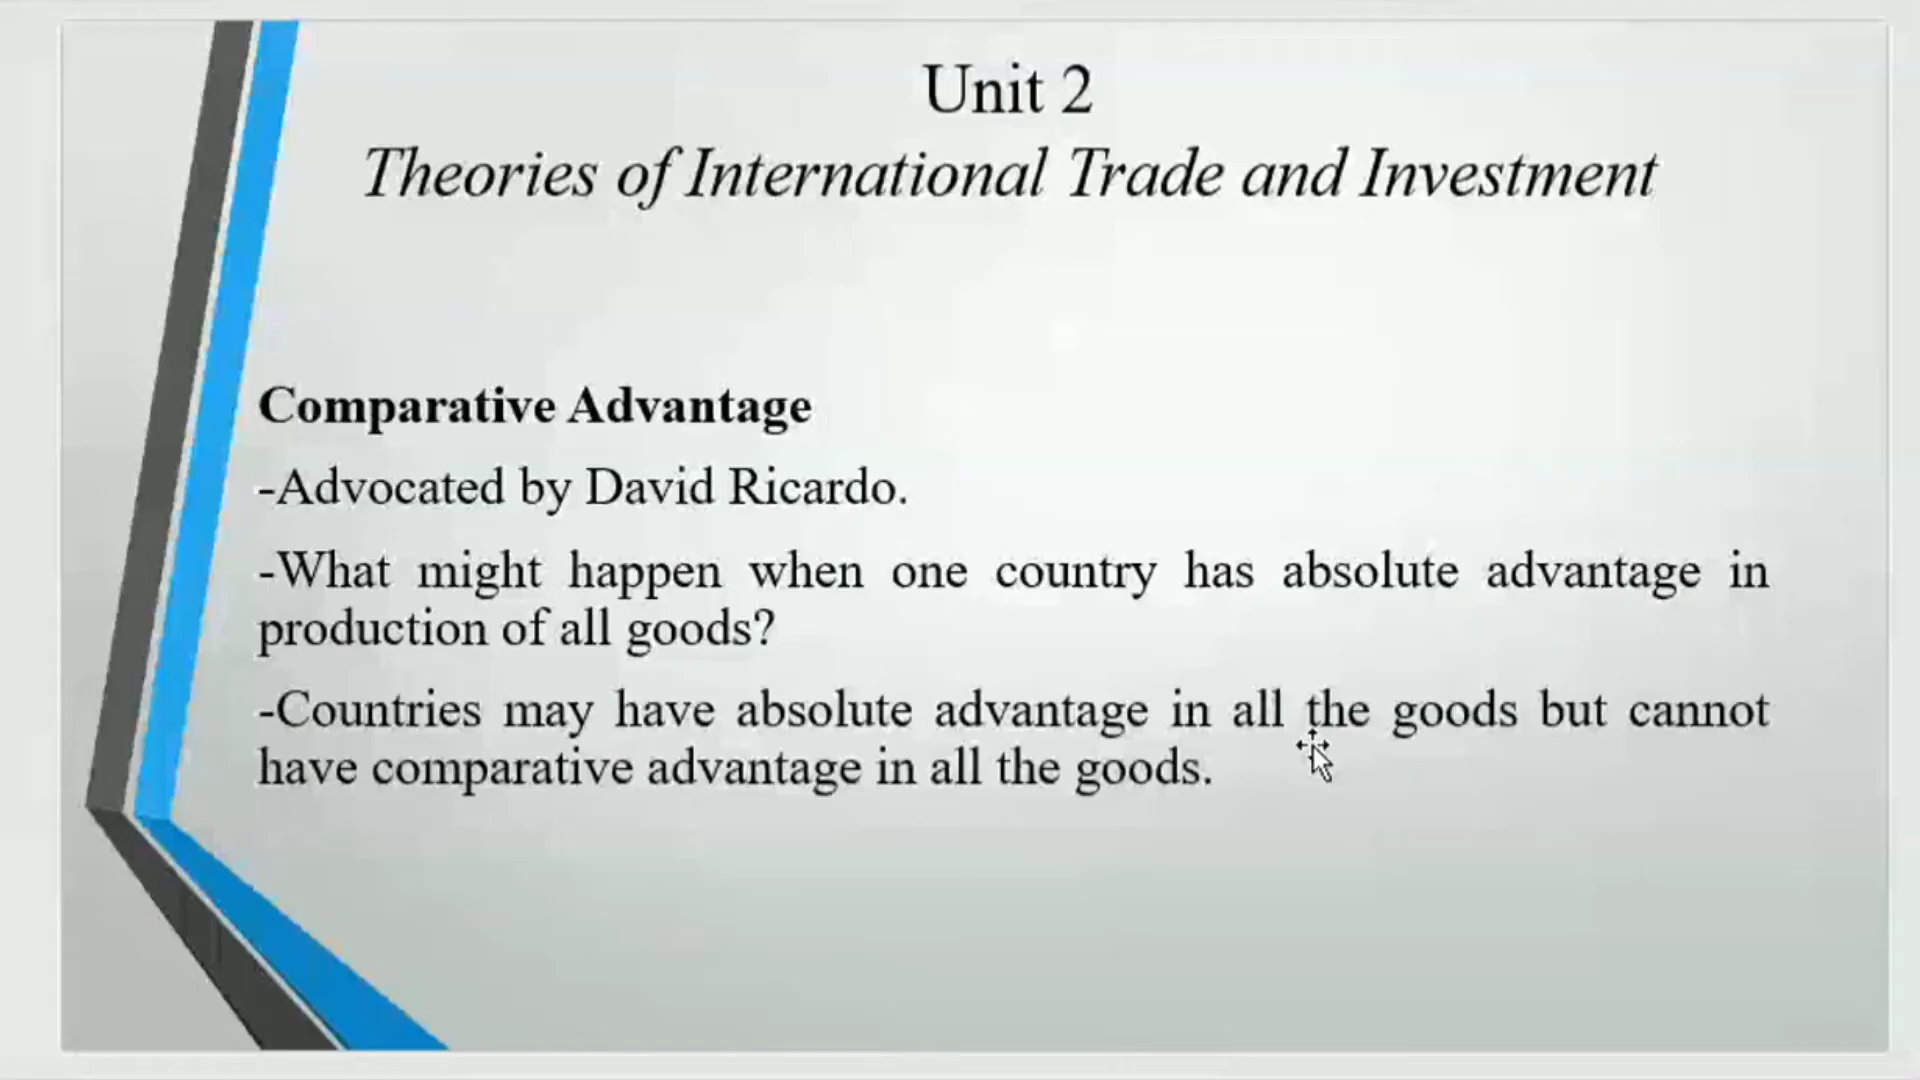 Unit 2
Theories of International Trade and Investment
Comparative Advantage
-Advocated by David Ricardo.
-What might happen when one country has absolute advantage in
production of all goods?
-Countries may have absolute advantage in all the goods but cannot
have comparative advantage in all the goods.